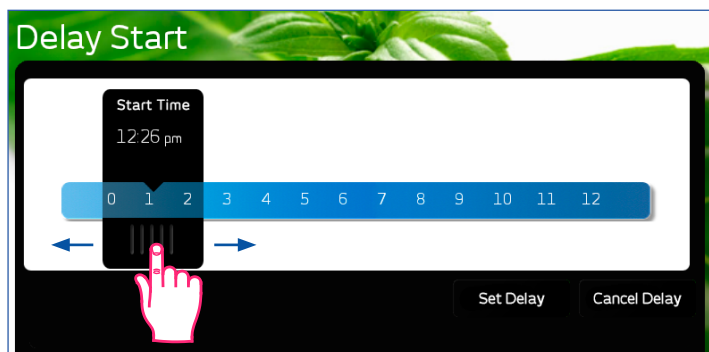 Delay Start
Start Time
12:26 pm
0 1 2 3 4 5 6 7 8 9 10 11 12
Set Delay Cancel Delay